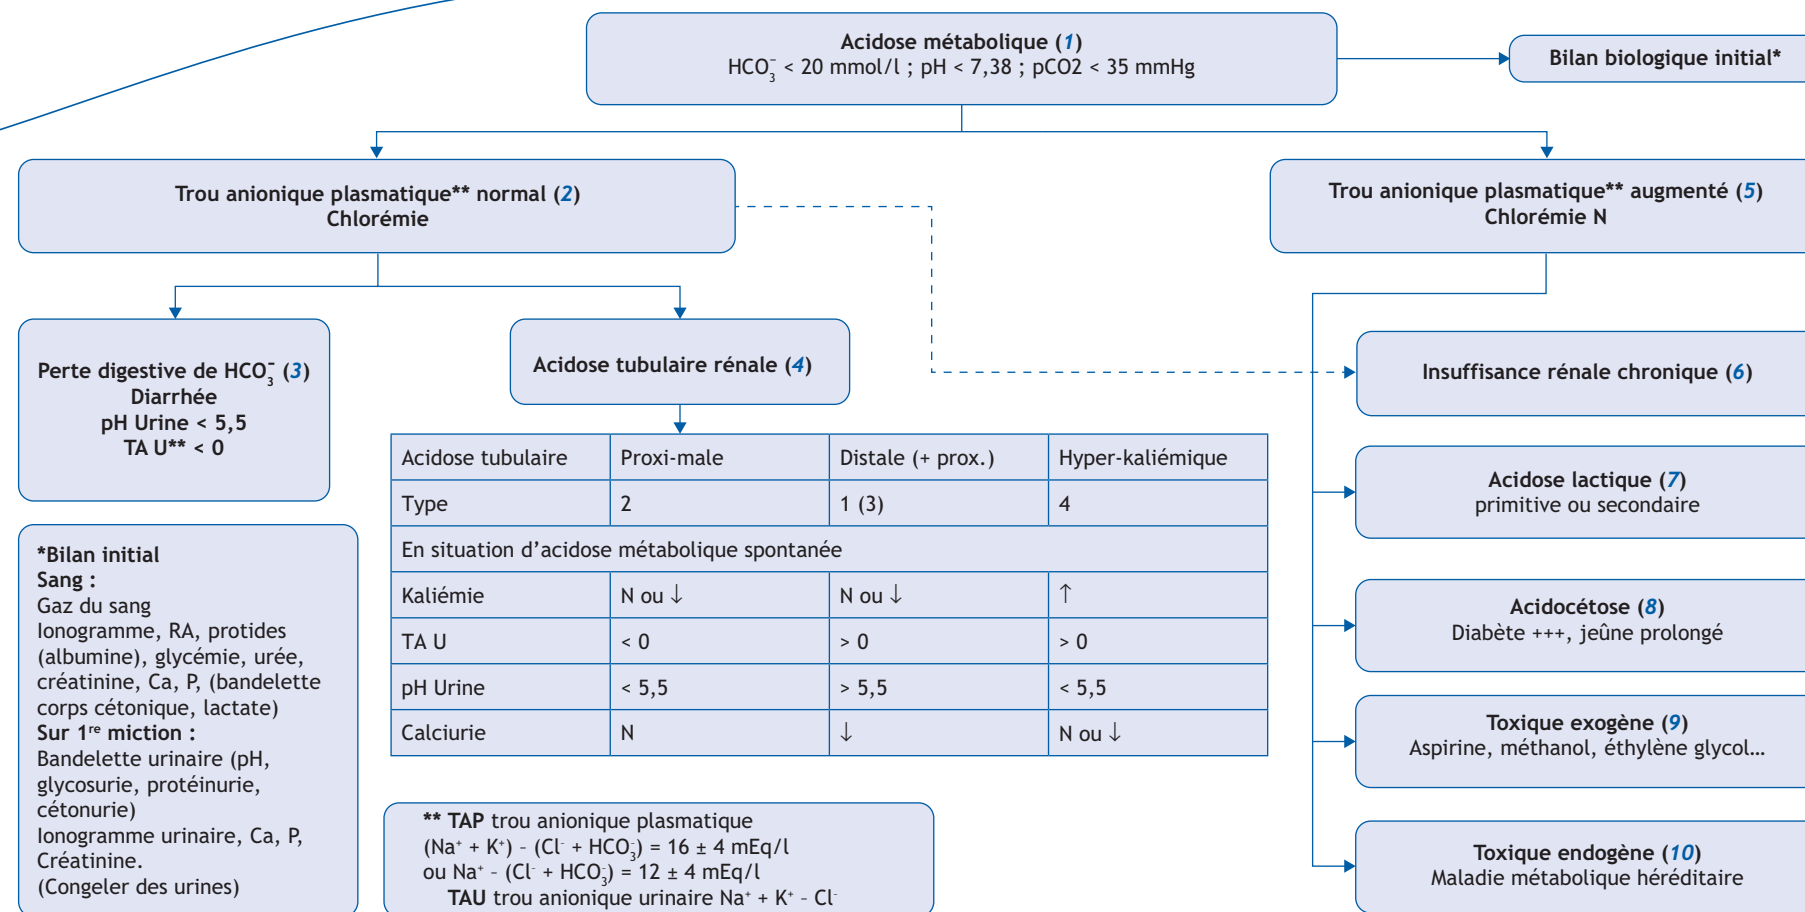 Acidose métabolique (1)
HCO₃⁻ < 20 mmol/l ; pH < 7,38 ; pCO2 < 35 mmHg
Bilan biologique initial*
Trou anionique plasmatique** normal (2)
Chlorémie
Trou anionique plasmatique** augmenté (5)
Chlorémie N
Perte digestive de HCO₃⁻ (3)
Diarrhée
pH Urine < 5,5
TA U** < 0
Acidose tubulaire rénale (4)
Acidose tubulaire | Proxi-male | Distale (+ prox.) | Hyper-kaliémique
Type | 2 | 1 (3) | 4
En situation d’acidose métabolique spontanée
Kaliémie | N ou ↓ | N ou ↓ | ↑
TA U | < 0 | > 0 | > 0
pH Urine | < 5,5 | > 5,5 | < 5,5
Calciurie | N | ↓ | N ou ↓
*Bilan initial
Sang :
Gaz du sang
Ionogramme, RA, protides
(albumine), glycémie, urée,
créatinine, Ca, P, (bandelette
corps cétonique, lactate)
Sur 1re miction :
Bandelette urinaire (pH,
glycosurie, protéinurie,
cétonurie)
Ionogramme urinaire, Ca, P,
Créatinine.
(Congeler des urines)
** TAP trou anionique plasmatique
(Na⁺ + K⁺) – (Cl⁻ + HCO₃⁻) = 16 ± 4 mEq/l
ou Na⁺ – (Cl⁻ + HCO₃⁻) = 12 ± 4 mEq/l
TAU trou anionique urinaire Na⁺ + K⁺ – Cl⁻
Insuffisance rénale chronique (6)
Acidose lactique (7)
primitive ou secondaire
Acidocétose (8)
Diabète +++, jeûne prolongé
Toxique exogène (9)
Aspirine, méthanol, éthylène glycol…
Toxique endogène (10)
Maladie métabolique héréditaire